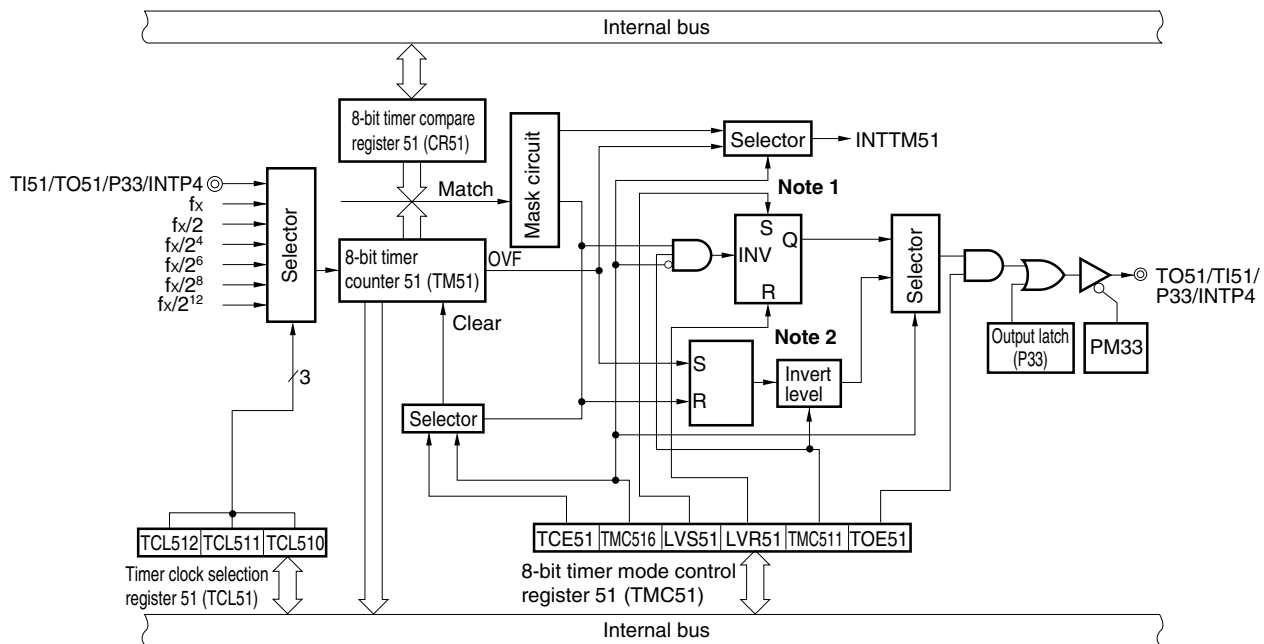 Internal bus
8-bit timer compare
register 51 (CR51)
Mask circuit
Selector
INTTM51
TI51/TO51/P33/INTP4
fx
fx/2
fx/2⁴
fx/2⁶
fx/2⁸
fx/2¹²
Selector
Match
Note 1
S
Q
INV
R
8-bit timer
counter 51 (TM51)
OVF
Clear
Selector
TO51/TI51/
P33/INTP4
Note 2
Output latch
(P33)
PM33
S
R
Invert
level
3
Selector
TCL512 TCL511 TCL510
Timer clock selection
register 51 (TCL51)
TCE51 TMC516 LVS51 LVR51 TMC511 TOE51
8-bit timer mode control
register 51 (TMC51)
Internal bus